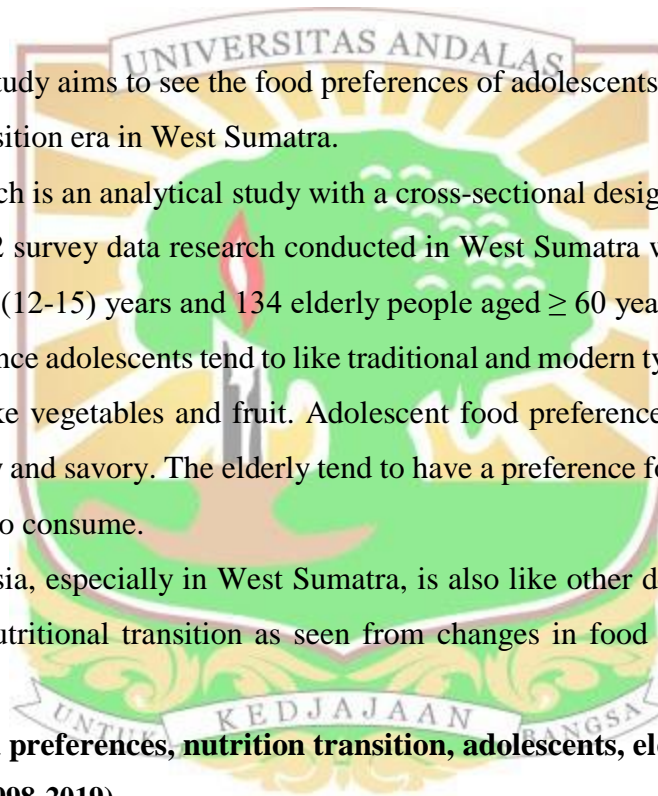 UNIVERSITAS ANDALAS
tudy aims to see the food preferences of adolescents
sition era in West Sumatra.
ch is an analytical study with a cross-sectional desig
2 survey data research conducted in West Sumatra w
(12-15) years and 134 elderly people aged ≥ 60 yea
nce adolescents tend to like traditional and modern ty
ke vegetables and fruit. Adolescent food preference
y and savory. The elderly tend to have a preference fo
o consume.
sia, especially in West Sumatra, is also like other d
utritional transition as seen from changes in food
UNTUK KEDJAJAAN BANGSA
preferences, nutrition transition, adolescents, el
998-2019)